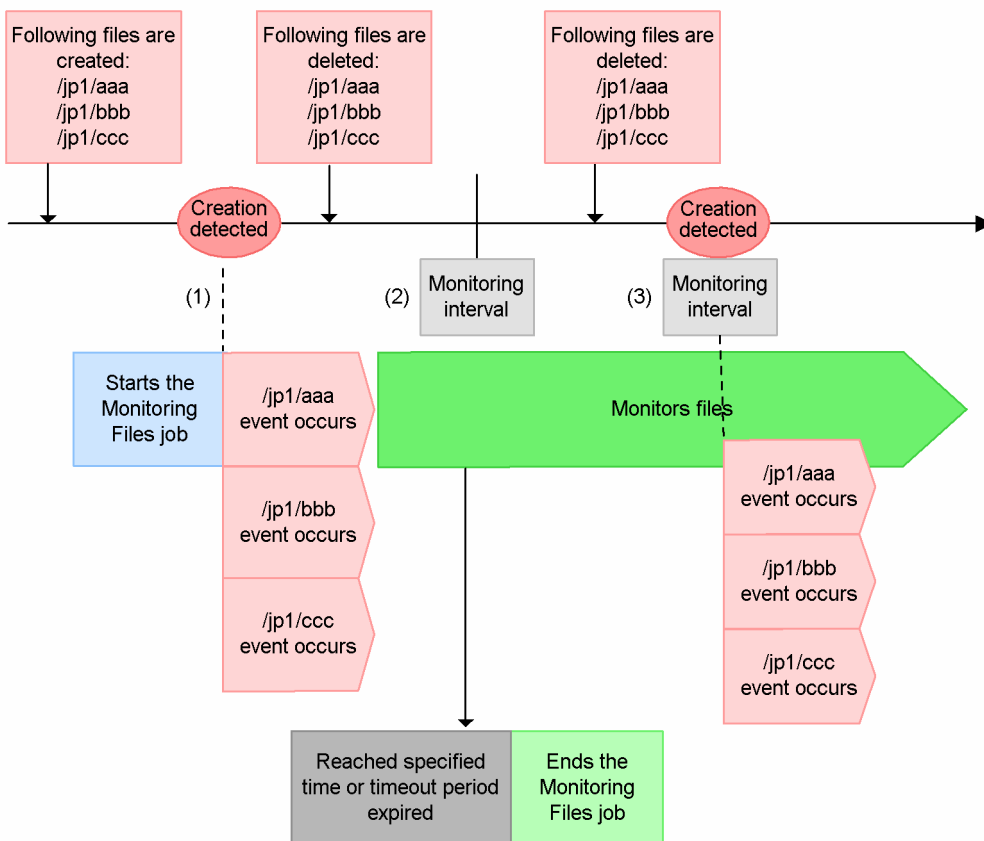 Following files are
created:
/jp1/aaa
/jp1/bbb
/jp1/ccc
Following files are
deleted:
/jp1/aaa
/jp1/bbb
/jp1/ccc
Following files are
deleted:
/jp1/aaa
/jp1/bbb
/jp1/ccc
Creation
detected
Creation
detected
(1)
(2)
Monitoring
interval
(3)
Monitoring
interval
Starts the
Monitoring
Files job
/jp1/aaa
event occurs
Monitors files
/jp1/bbb
event occurs
/jp1/ccc
event occurs
/jp1/aaa
event occurs
/jp1/bbb
event occurs
/jp1/ccc
event occurs
Reached specified
time or timeout period
expired
Ends the
Monitoring
Files job